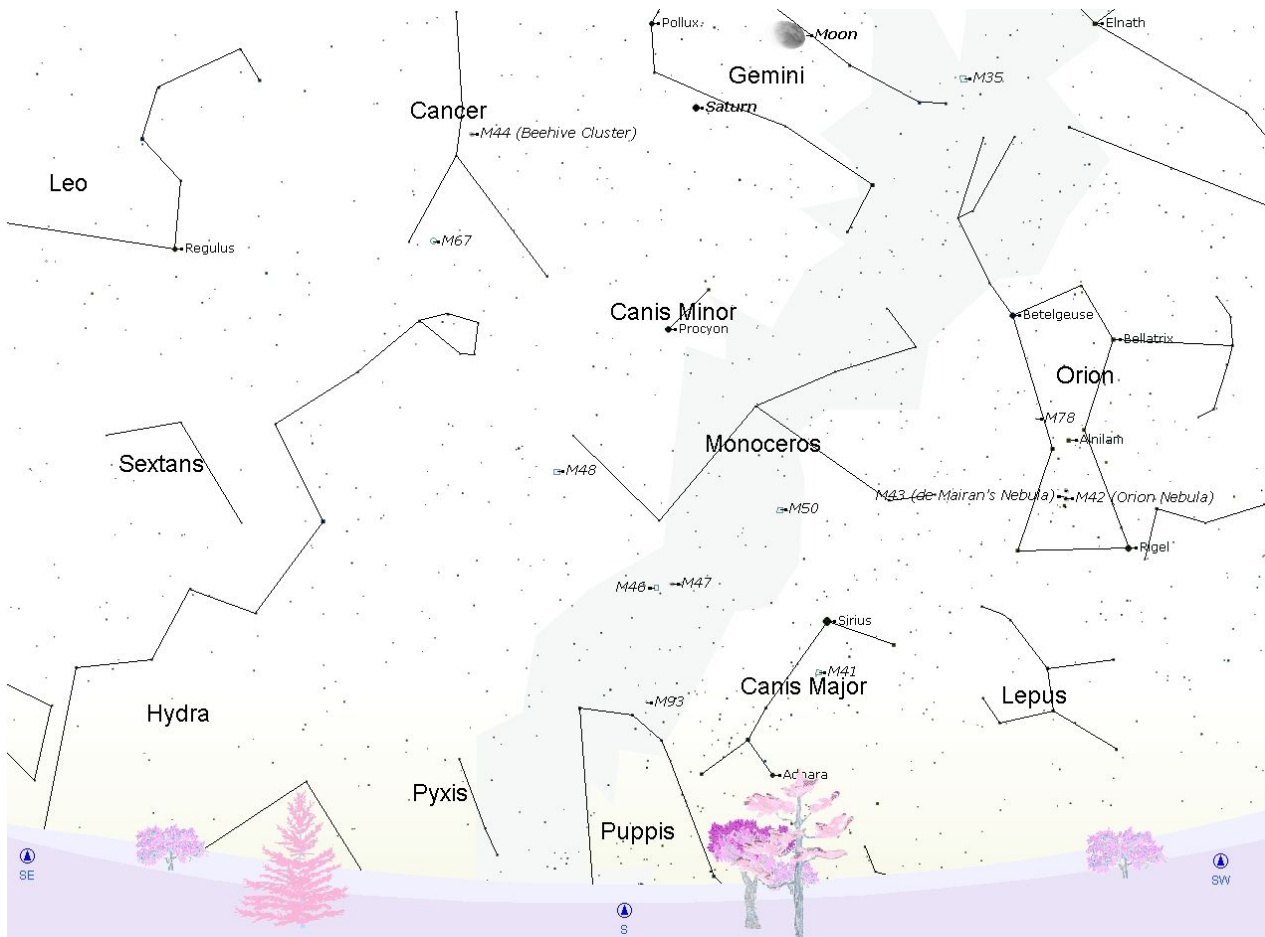 Pollux
Moon
Elnath
Gemini
M35
Saturn
Cancer
M44 (Beehive Cluster)
Leo
Regulus
M67
Canis Minor
Procyon
Betelgeuse
Bellatrix
Orion
M78
Alnilam
Monoceros
Sextans
M48
M43 (de Mairan's Nebula)
M42 (Orion Nebula)
M50
Rigel
M46
M47
Sirius
M41
Canis Major
Lepus
M93
Hydra
Adhara
Pyxis
Puppis
SE
S
SW